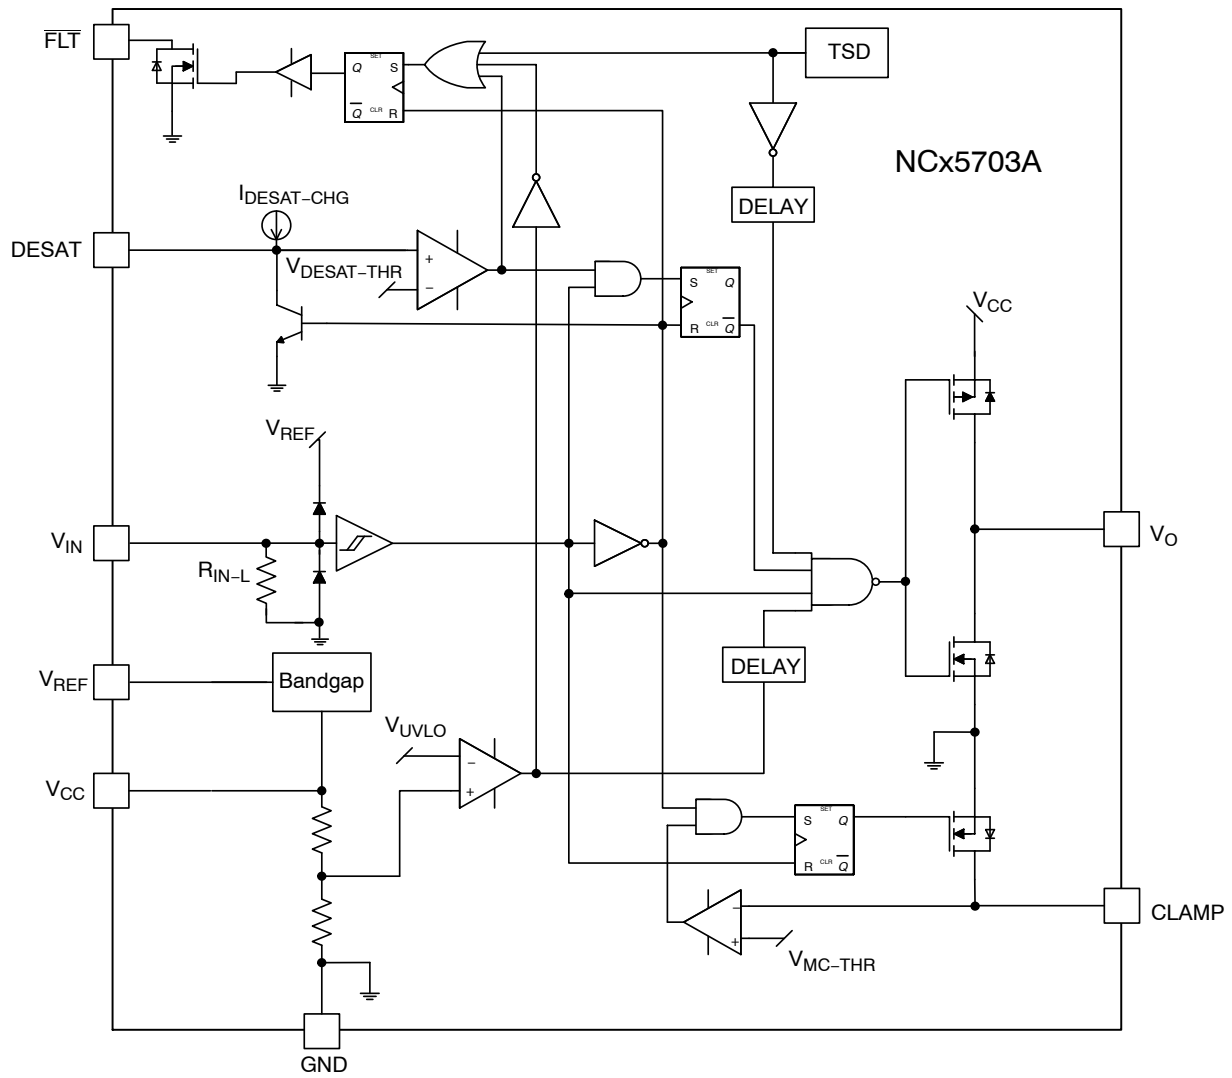 FLT
TSD
SET
Q
S
Q
CLR
R
NCx5703A
DELAY
IDESAT−CHG
DESAT
VDESAT−THR
+
−
SET
S
Q
R
CLR
Q
VCC
VREF
VIN
RIN−L
VO
VREF
Bandgap
DELAY
VUVLO
−
+
VCC
SET
S
Q
R
CLR
Q
−
+
CLAMP
VMC−THR
GND